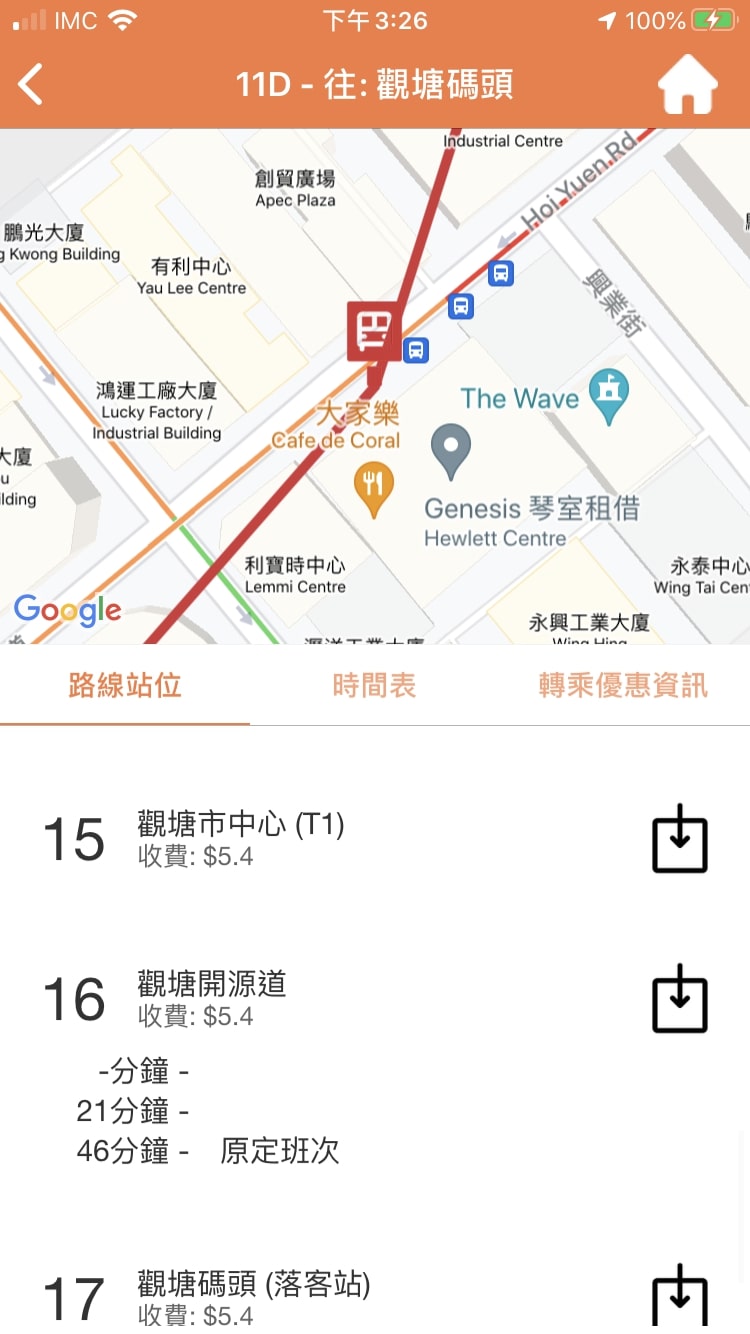 IMC 下午3:26 100%
11D - 往: 觀塘碼頭
Industrial Centre
Hoi Yuen Rd
創貿廣場
Apec Plaza
鵬光大廈
g Kwong Building
有利中心
Yau Lee Centre
興業街
鴻運工廠大廈
Lucky Factory /
Industrial Building
大家樂
Cafe de Coral
The Wave
大廈
u
ilding
Genesis 琴室租借
Hewlett Centre
利寶時中心
Lemmi Centre
永泰中心
Wing Tai Cen
永興工業大廈
Wing Hing
Google
路線站位 時間表 轉乘優惠資訊
15 觀塘市中心 (T1)
收費: $5.4
16 觀塘開源道
收費: $5.4
-分鐘 -
21分鐘 -
46分鐘 - 原定班次
17 觀塘碼頭 (落客站)
收費: $5.4